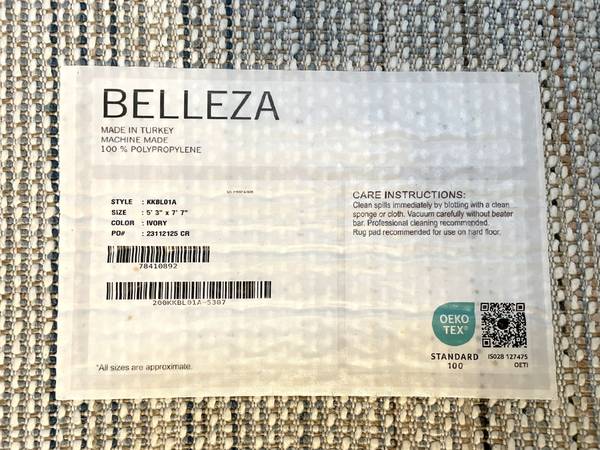 BELLEZA
MADE IN TURKEY
MACHINE MADE
100 % POLYPROPYLENE
STYLE : KKBL01A
SIZE : 5' 3" x 7' 7"
COLOR : IVORY
PO# : 23112125 CR
78410892
200KKBL01A-5307
CARE INSTRUCTIONS:
Clean spills immediately by blotting with a clean
sponge or cloth. Vacuum carefully without beater
bar. Professional cleaning recommended.
Rug pad recommended for use on hard floor.
OEKO
TEX®
STANDARD
100
IS028 127475
OETI
*All sizes are approximate.